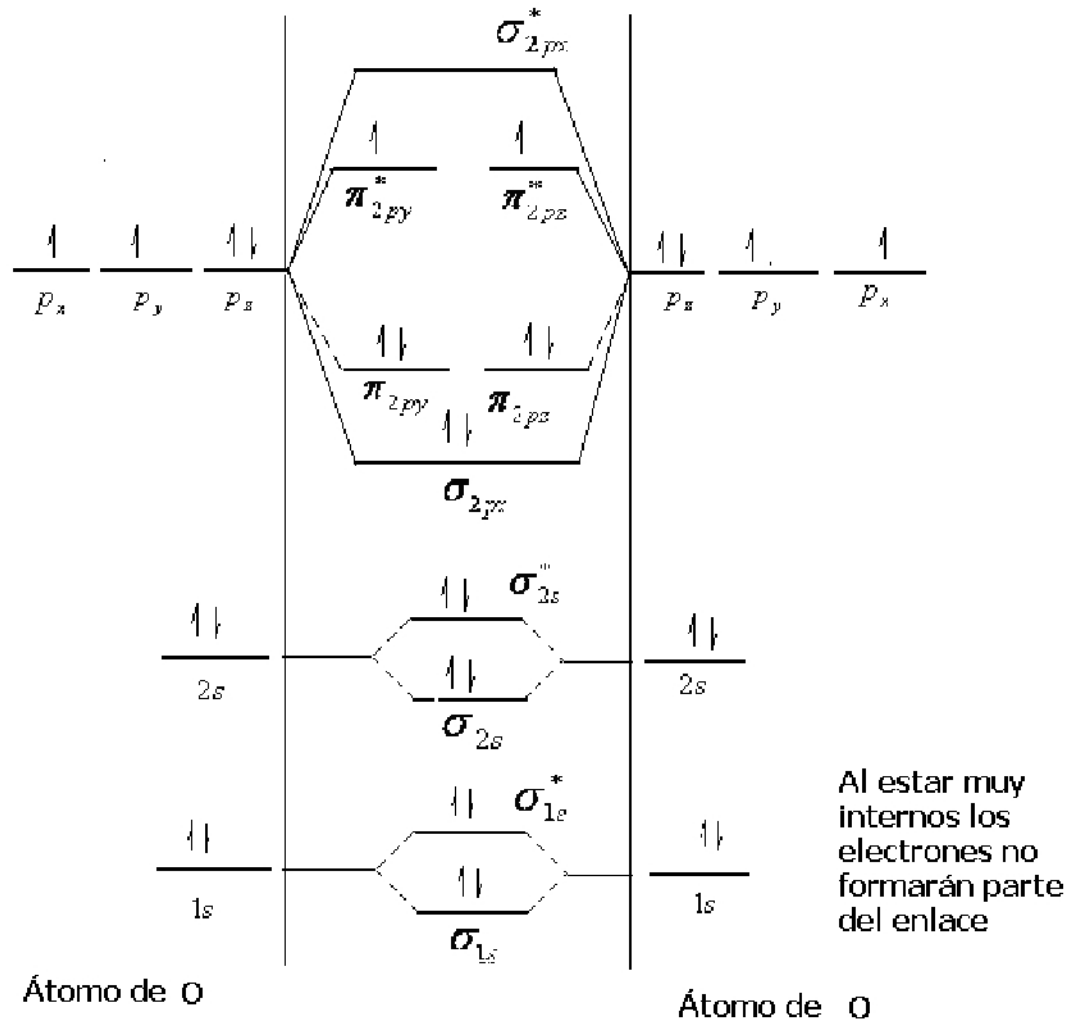 σ*2px
π*2py π*2pz
px py pz pz py px
π2py π2pz
σ2px
σ*2s
2s 2s
σ2s
σ*1s
1s 1s
σ1s
Al estar muy
internos los
electrones no
formarán parte
del enlace
Átomo de O Átomo de O